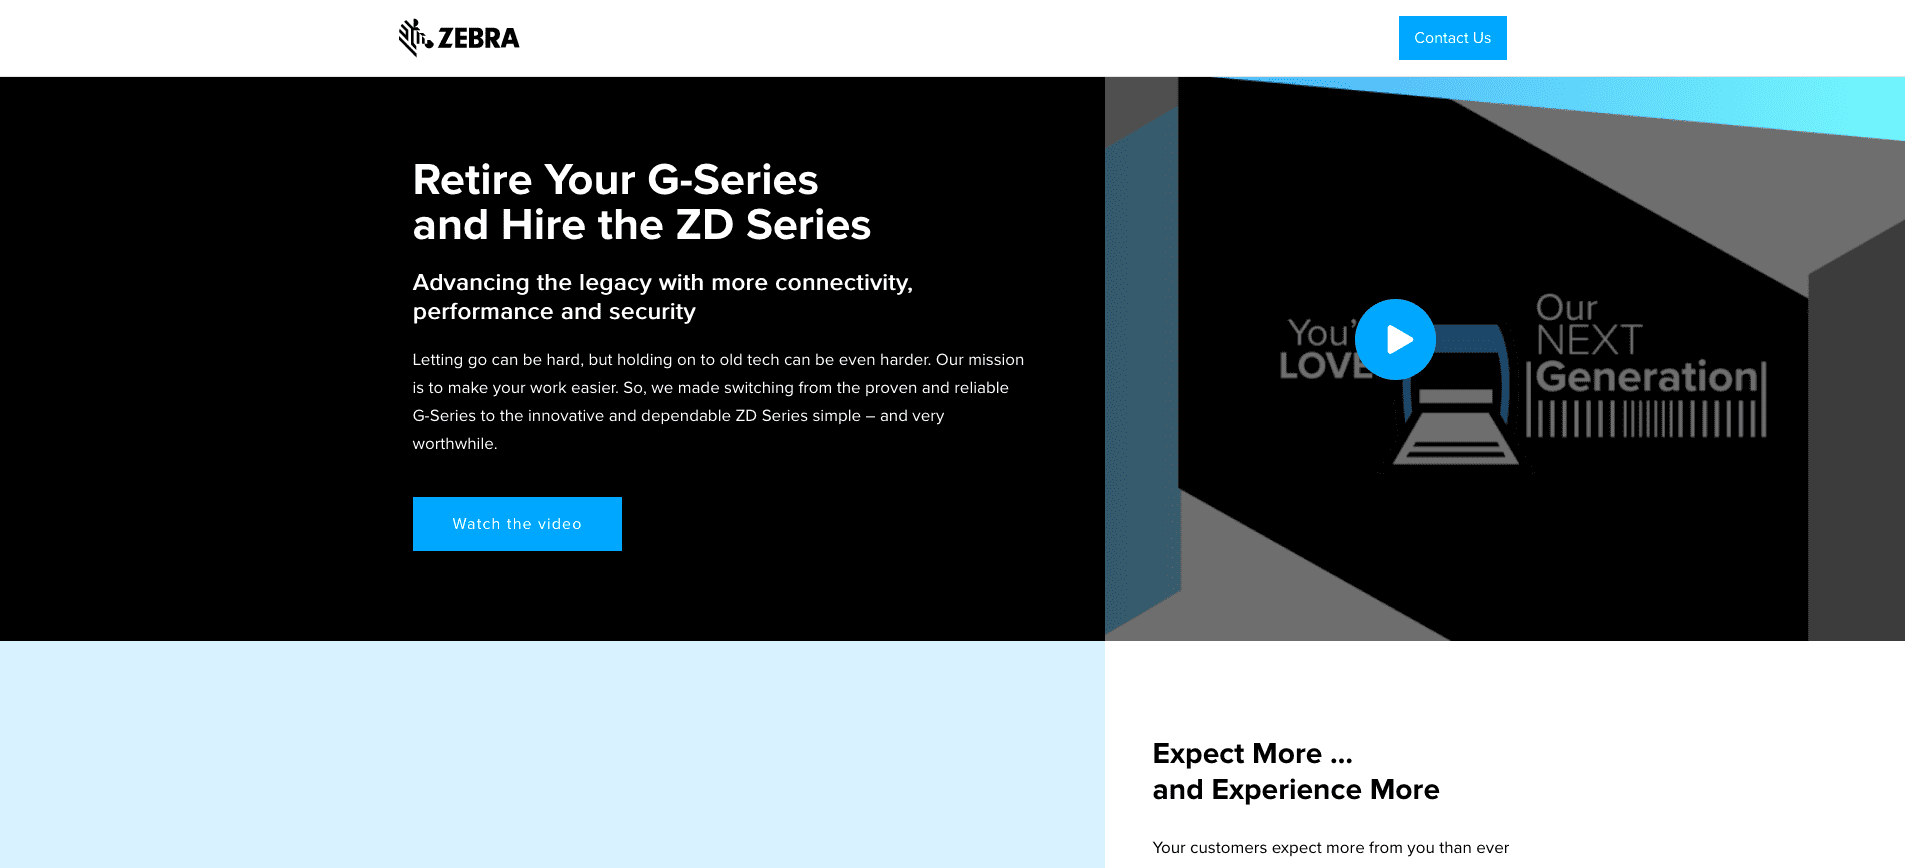 ZEBRA
Contact Us
Retire Your G-Series
and Hire the ZD Series
Advancing the legacy with more connectivity,
performance and security
Letting go can be hard, but holding on to old tech can be even harder. Our mission
is to make your work easier. So, we made switching from the proven and reliable
G-Series to the innovative and dependable ZD Series simple – and very
worthwhile.
Watch the video
You'
LOVE
Our
NEXT
Generation
Expect More ...
and Experience More
Your customers expect more from you than ever